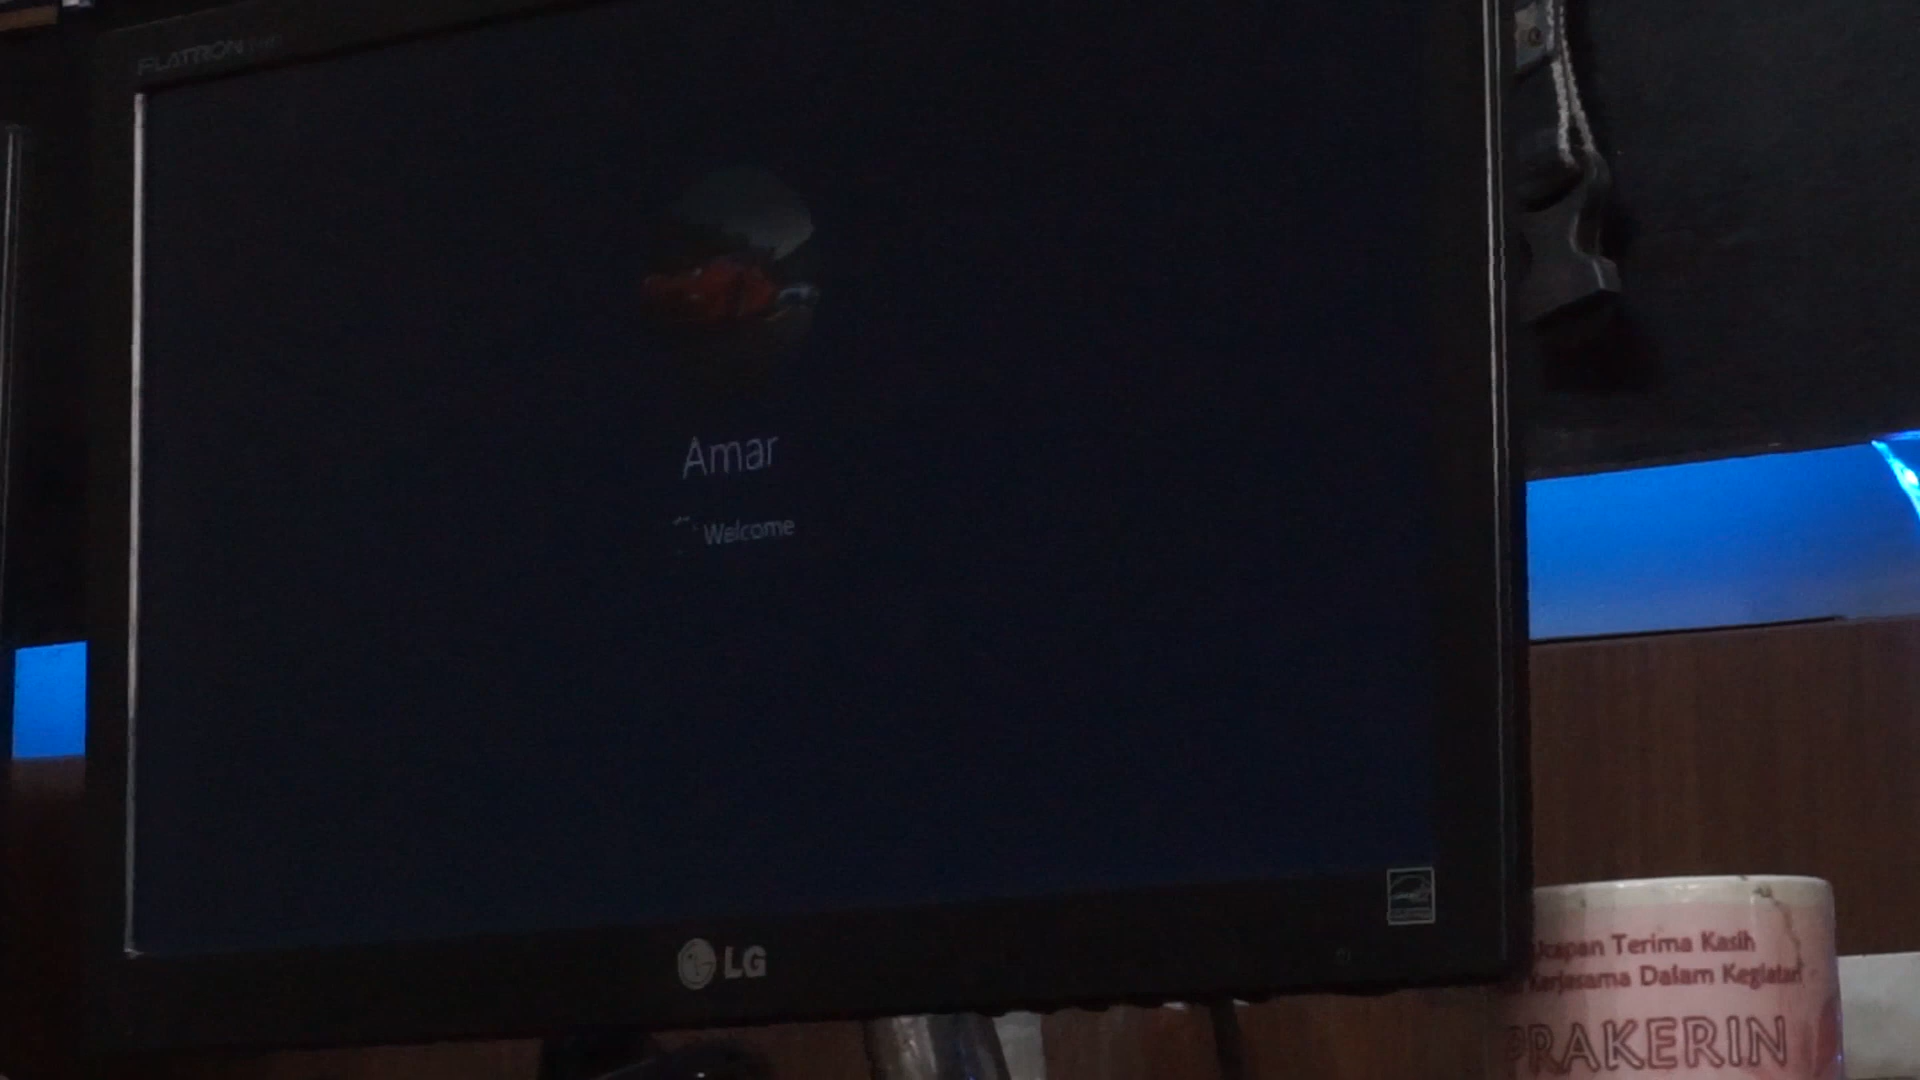 FLATRON
Amar
Welcome
LG
Ucapan Terima Kasih
Kerjasama Dalam Kegiatan
PRAKERIN